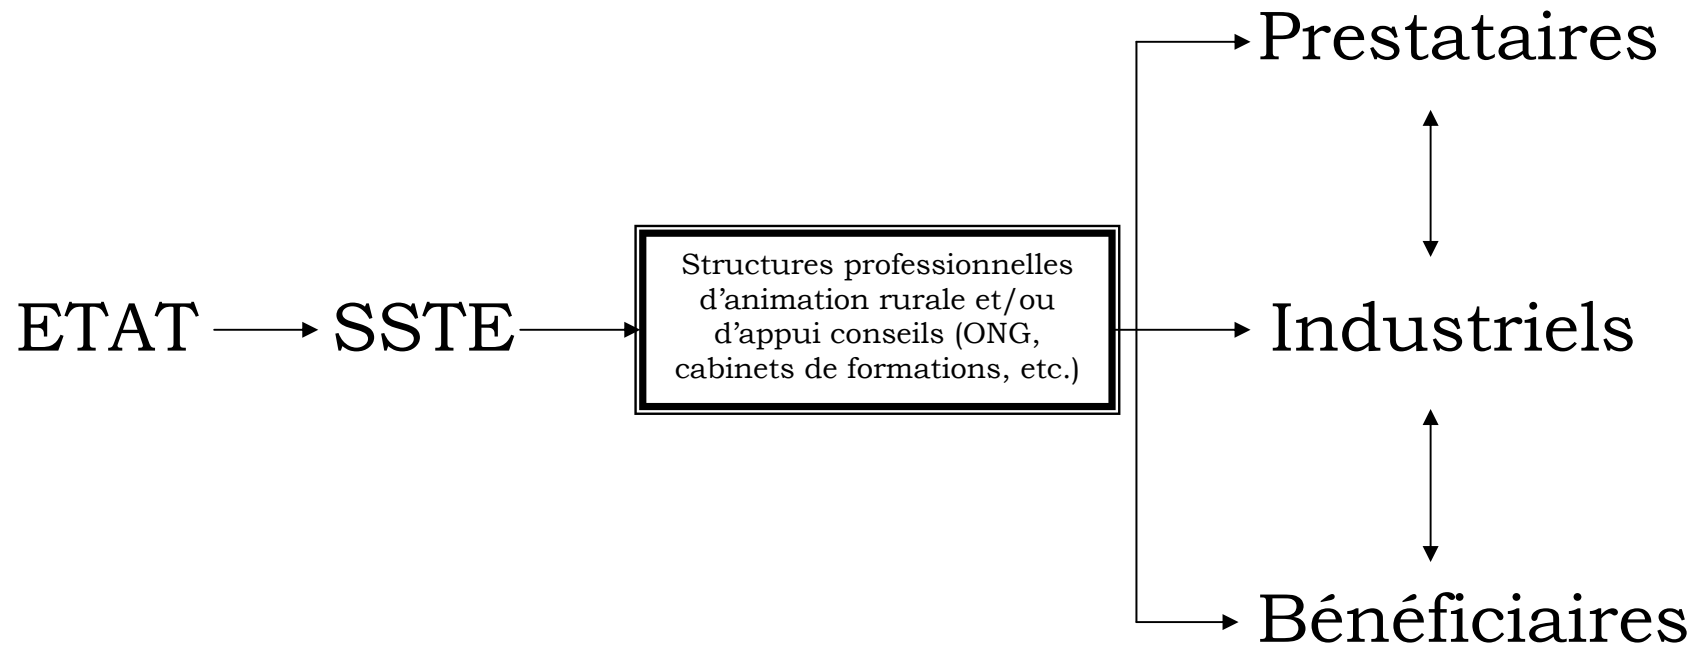 Prestataires
ETAT
SSTE
Structures professionnelles
d’animation rurale et/ou
d’appui conseils (ONG,
cabinets de formations, etc.)
Industriels
Bénéficiaires